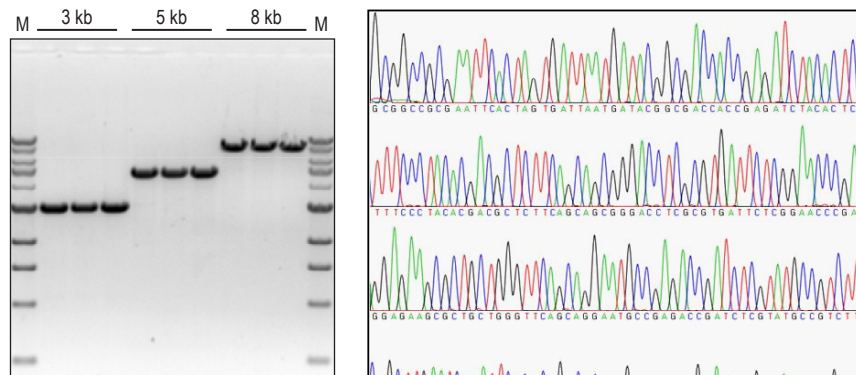 M 3 kb 5 kb 8 kb M
GCGGCCGCGAATTCACTAGTGATTAATGATACGGCGACCACCGAGATCTACACTC
TTTCCCTACACGACGCTCTTCAGCAGCGGGACCTCGCGTGATTCTCGGAACCCGA
GGAGAAGCGCTGCTGGGTTCAGCAGGAATGCCGAGACCGATCTCGTATGCCGTCTT